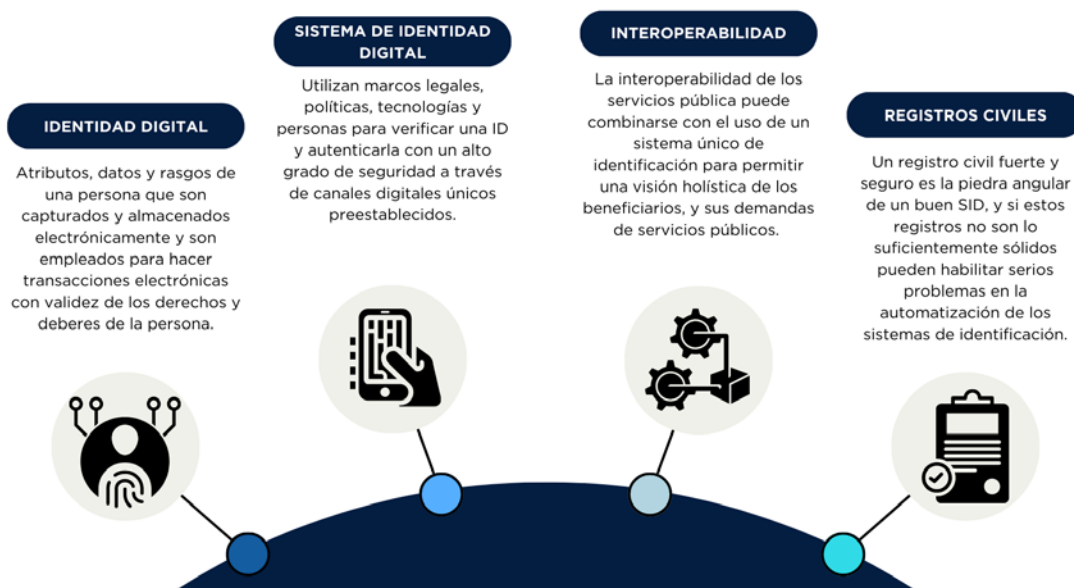 IDENTIDAD DIGITAL
Atributos, datos y rasgos de
una persona que son
capturados y almacenados
electrónicamente y son
empleados para hacer
transacciones electrónicas
con validez de los derechos y
deberes de la persona.
SISTEMA DE IDENTIDAD
DIGITAL
Utilizan marcos legales,
políticas, tecnologías y
personas para verificar una ID
y autenticarla con un alto
grado de seguridad a través
de canales digitales únicos
preestablecidos.
INTEROPERABILIDAD
La interoperabilidad de los
servicios pública puede
combinarse con el uso de un
sistema único de
identificación para permitir
una visión holística de los
beneficiarios, y sus demandas
de servicios públicos.
REGISTROS CIVILES
Un registro civil fuerte y
seguro es la piedra angular
de un buen SID, y si estos
registros no son lo
suficientemente sólidos
pueden habilitar serios
problemas en la
automatización de los
sistemas de identificación.